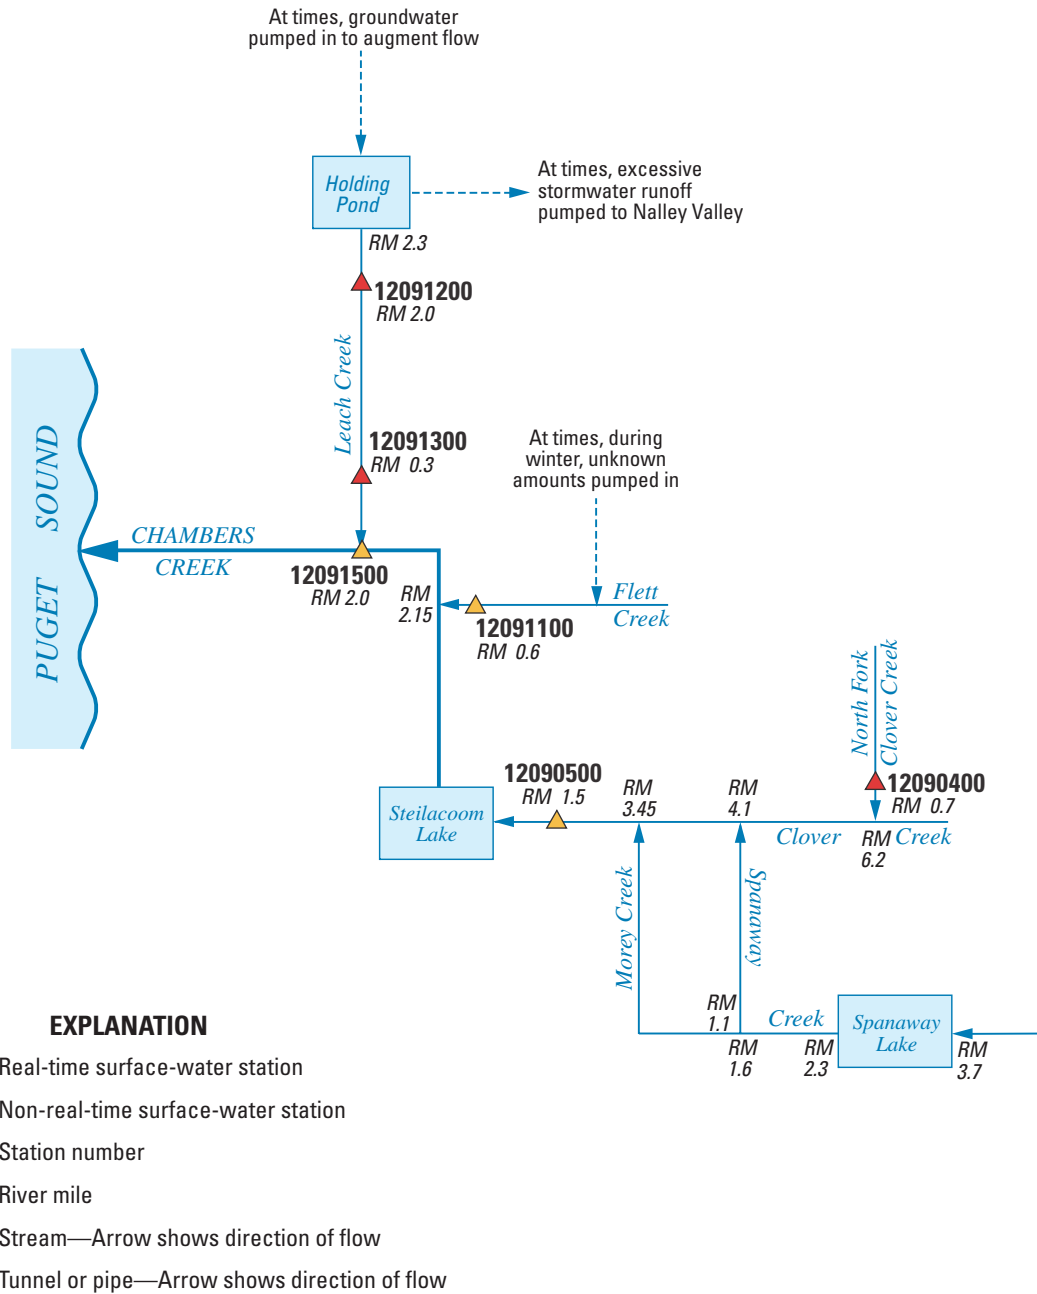 At times, groundwater
pumped in to augment flow
Holding
Pond
At times, excessive
stormwater runoff
pumped to Nalley Valley
RM 2.3
12091200
RM 2.0
Leach Creek
12091300
RM 0.3
At times, during
winter, unknown
amounts pumped in
PUGET SOUND
CHAMBERS
CREEK
12091500
RM 2.0
RM
2.15
Flett
Creek
12091100
RM 0.6
North Fork
Clover Creek
12090400
RM 0.7
12090500
RM 1.5
RM
3.45
RM
4.1
Steilacoom
Lake
Clover Creek
RM
6.2
Morey Creek
Spanaway
Creek
RM
1.1
RM
1.6
RM
2.3
Spanaway
Lake
RM
3.7
EXPLANATION
Real-time surface-water station
Non-real-time surface-water station
Station number
River mile
Stream—Arrow shows direction of flow
Tunnel or pipe—Arrow shows direction of flow